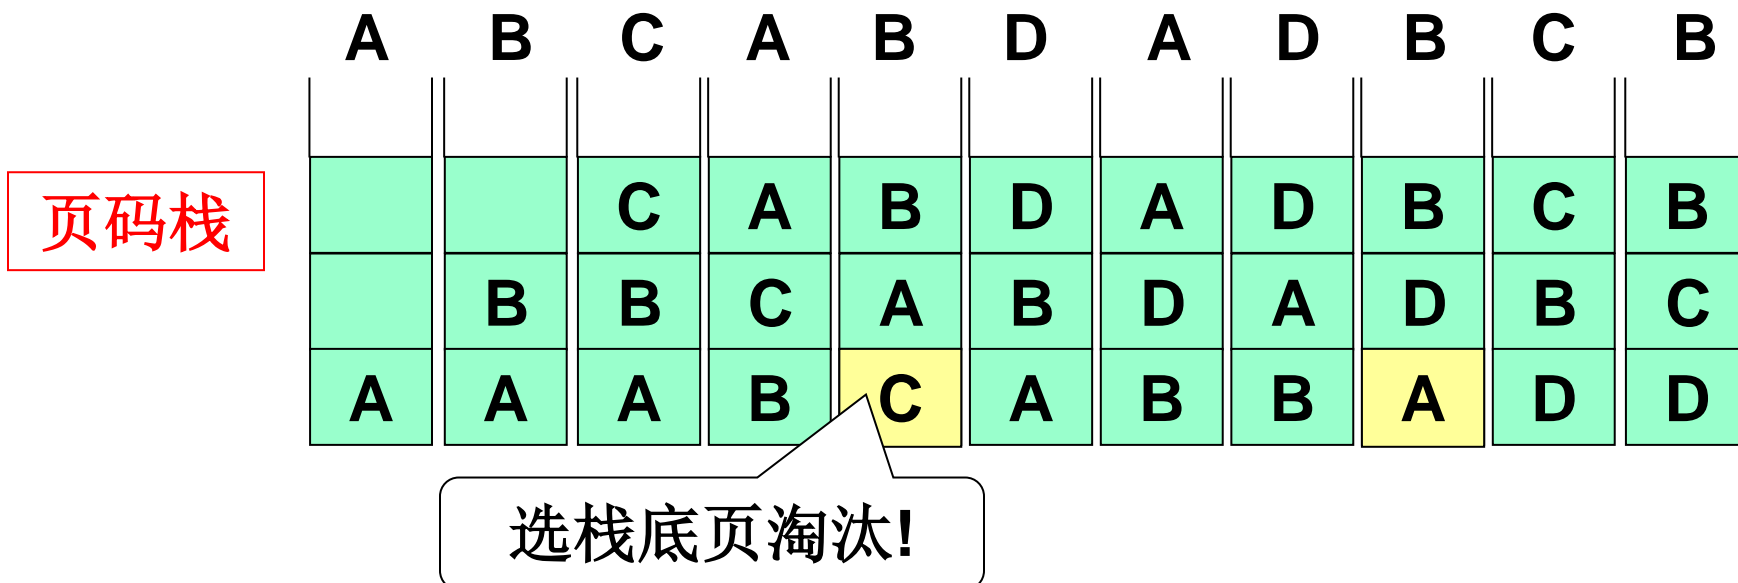 A B C A B D A D B C B
页码栈
C A B D A D B C B
B B C A B D A D B C
A A A B C A B B A D D
选栈底页淘汰!